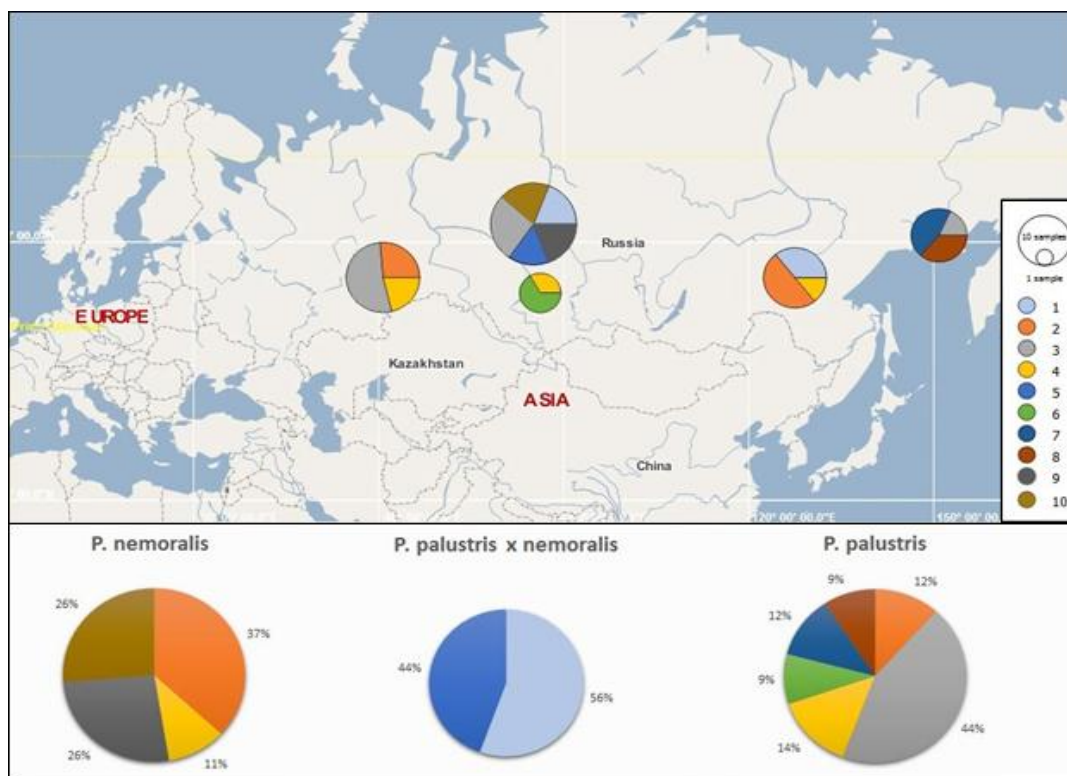 Russia
10 samples
1 sample
EUROPE
Kazakhstan
ASIA
China
1
2
3
4
5
6
7
8
9
10
P. nemoralis
P. palustris x nemoralis
P. palustris
26%
37%
26%
11%
44%
56%
9%
12%
12%
9%
14%
44%